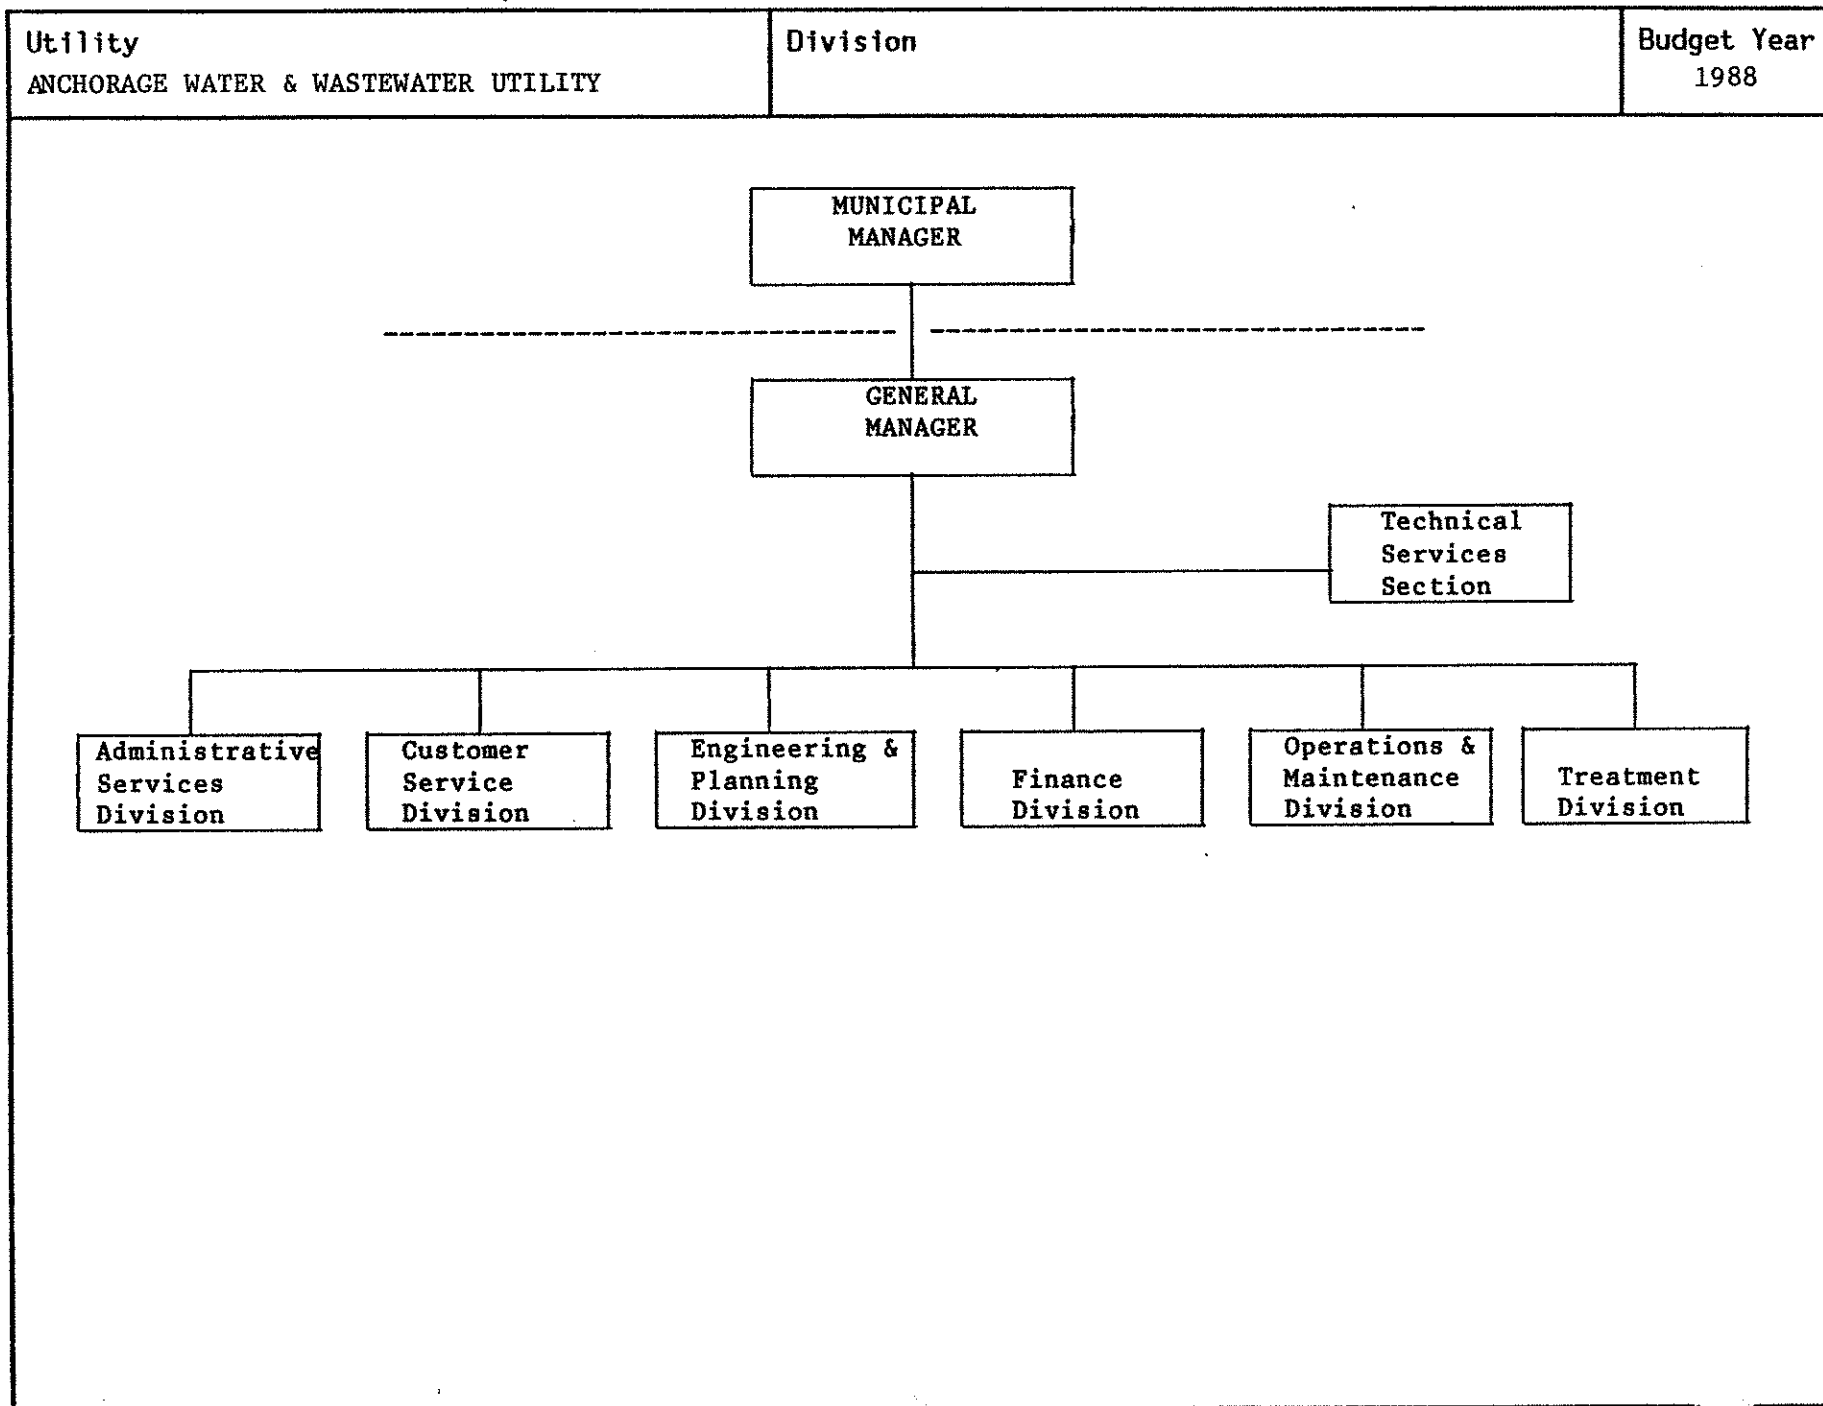 Utility
ANCHORAGE WATER & WASTEWATER UTILITY
Division
Budget Year
1988
MUNICIPAL
MANAGER
GENERAL
MANAGER
Technical
Services
Section
Administrative
Services
Division
Customer
Service
Division
Engineering &
Planning
Division
Finance
Division
Operations &
Maintenance
Division
Treatment
Division